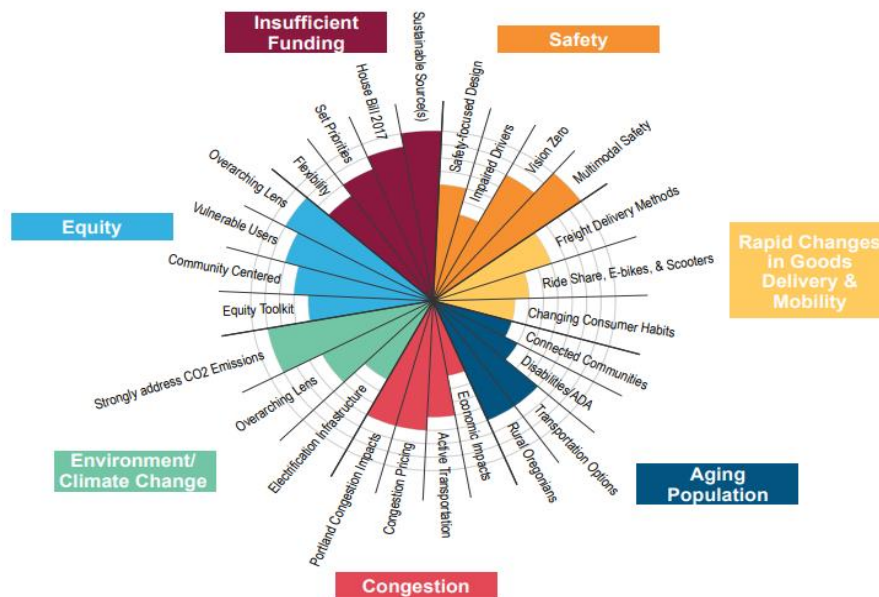 Insufficient
Funding
Safety
Sustainable Source(s)
House Bill 2017
Set Priorities
Flexibility
Safety-focused Design
Impaired Drivers
Vision Zero
Multimodal Safety
Overarching Lens
Vulnerable Users
Community Centered
Equity Toolkit
Equity
Freight Delivery Methods
Ride Share, E-bikes, & Scooters
Changing Consumer Habits
Rapid Changes
in Goods
Delivery &
Mobility
Connected Communities
Disabilities/ADA
Transportation Options
Rural Oregonians
Aging
Population
Strongly address CO2 Emissions
Overarching Lens
Electrification Infrastructure
Environment/
Climate Change
Portland Congestion Impacts
Congestion Pricing
Active Transportation
Economic Impacts
Congestion